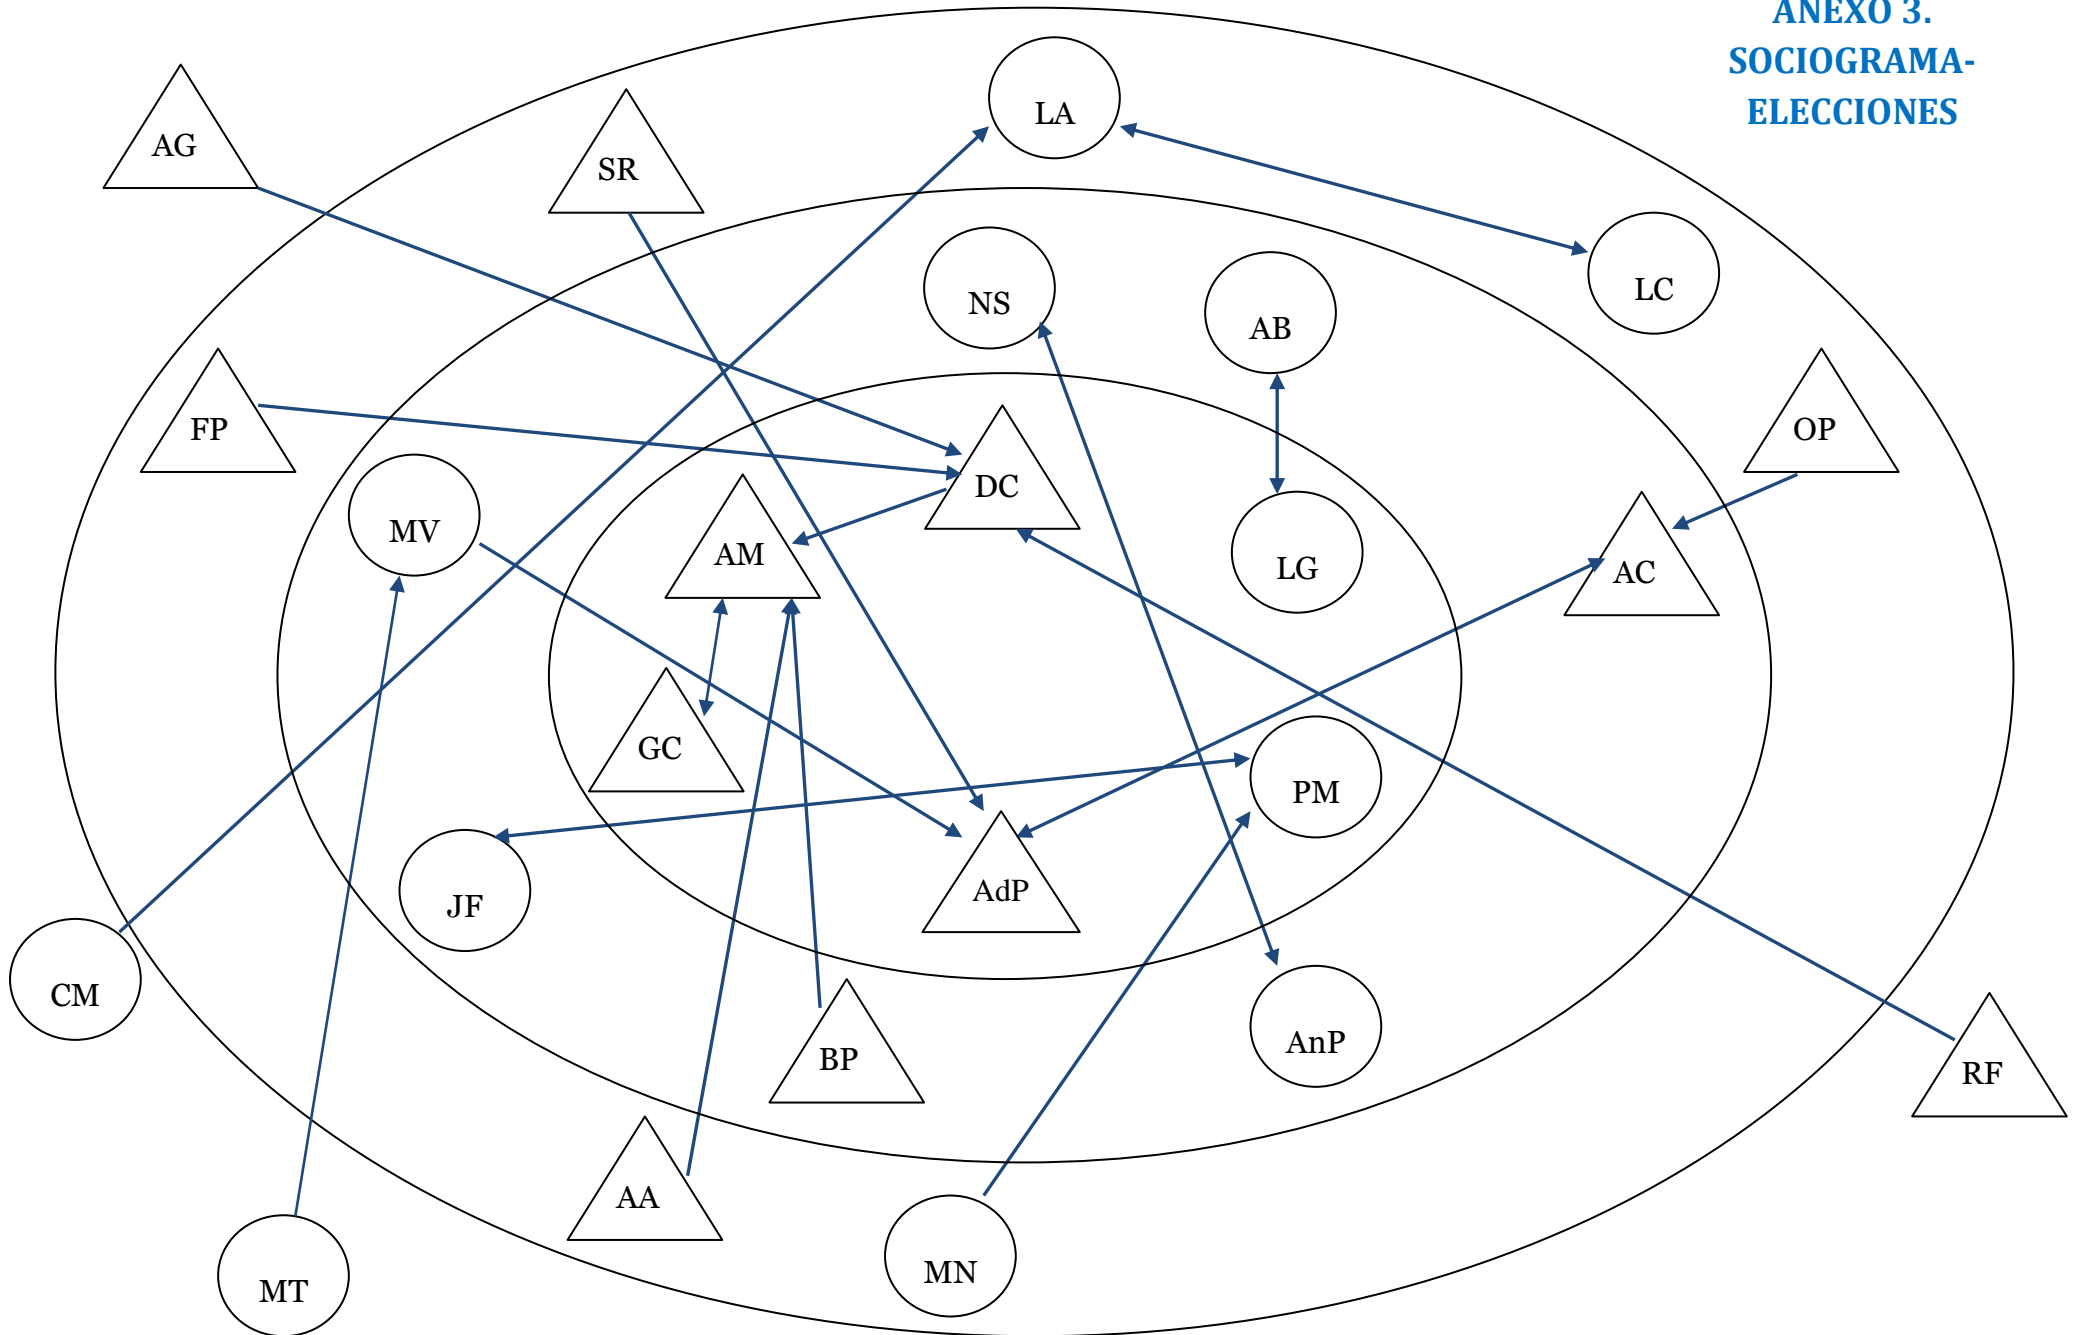 ANEXO 3.
SOCIOGRAMA-
ELECCIONES
LA
AG
SR
LC
NS
AB
FP
OP
DC
MV
AM
LG
AC
GC
PM
AdP
JF
CM
AnP
BP
RF
AA
MN
MT